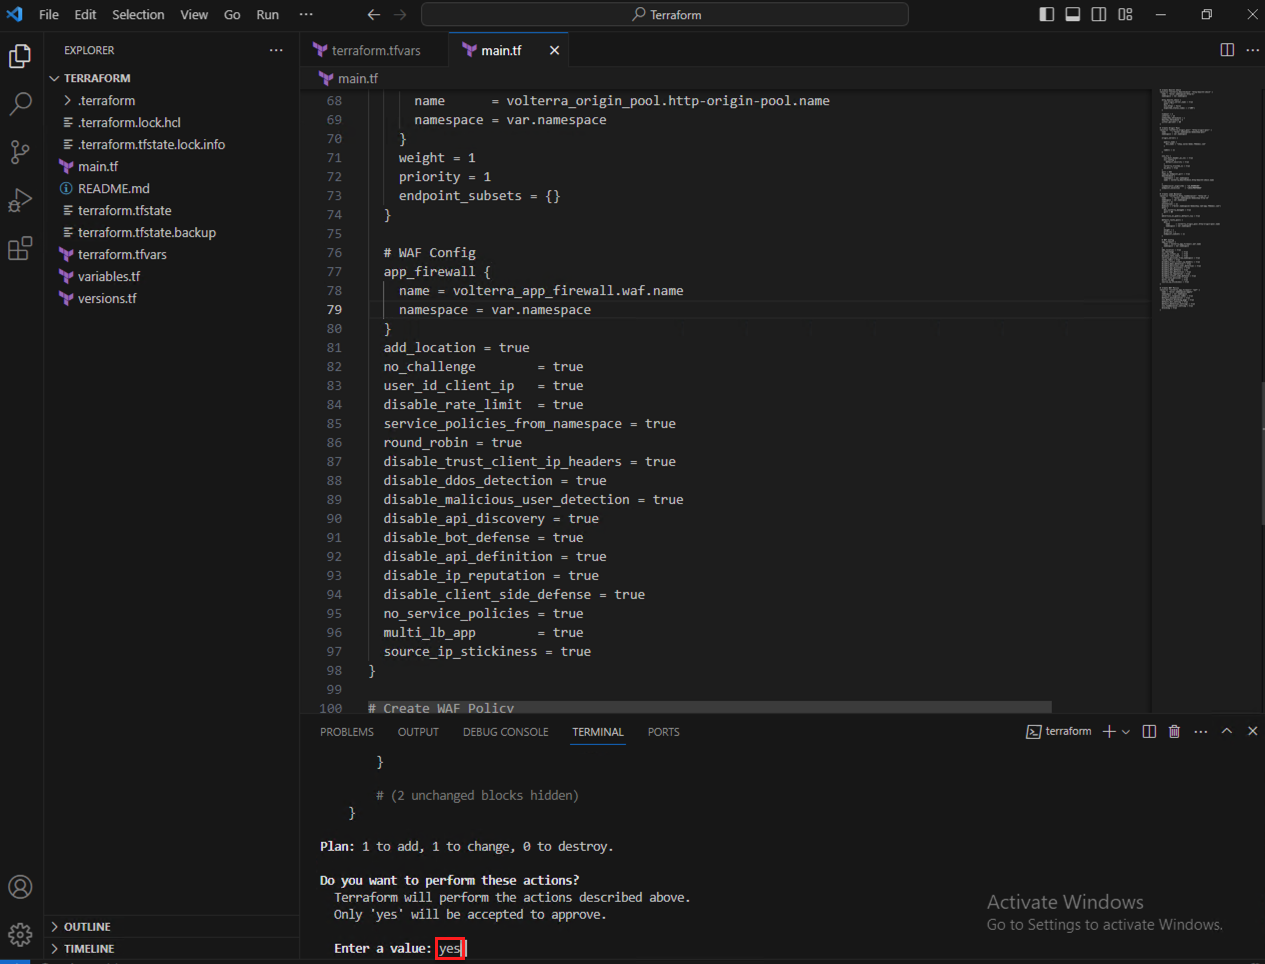 File Edit Selection View Go Run ··· Terraform
EXPLORER ···
TERRAFORM
.terraform
.terraform.lock.hcl
.terraform.tfstate.lock.info
main.tf
README.md
terraform.tfstate
terraform.tfstate.backup
terraform.tfvars
variables.tf
versions.tf
OUTLINE
TIMELINE
terraform.tfvars main.tf
main.tf
68 name = volterra_origin_pool.http-origin-pool.name
69 namespace = var.namespace
70 }
71 weight = 1
72 priority = 1
73 endpoint_subsets = {}
74 }
75
76 # WAF Config
77 app_firewall {
78 name = volterra_app_firewall.waf.name
79 namespace = var.namespace
80 }
81 add_location = true
82 no_challenge = true
83 user_id_client_ip = true
84 disable_rate_limit = true
85 service_policies_from_namespace = true
86 round_robin = true
87 disable_trust_client_ip_headers = true
88 disable_ddos_detection = true
89 disable_malicious_user_detection = true
90 disable_api_discovery = true
91 disable_bot_defense = true
92 disable_api_definition = true
93 disable_ip_reputation = true
94 disable_client_side_defense = true
95 no_service_policies = true
96 multi_lb_app = true
97 source_ip_stickiness = true
98 }
99
100 # Create WAF Policy
PROBLEMS OUTPUT DEBUG CONSOLE TERMINAL PORTS terraform
}
# (2 unchanged blocks hidden)
}
Plan: 1 to add, 1 to change, 0 to destroy.
Do you want to perform these actions?
Terraform will perform the actions described above.
Only 'yes' will be accepted to approve.
Enter a value: yes
Activate Windows
Go to Settings to activate Windows.